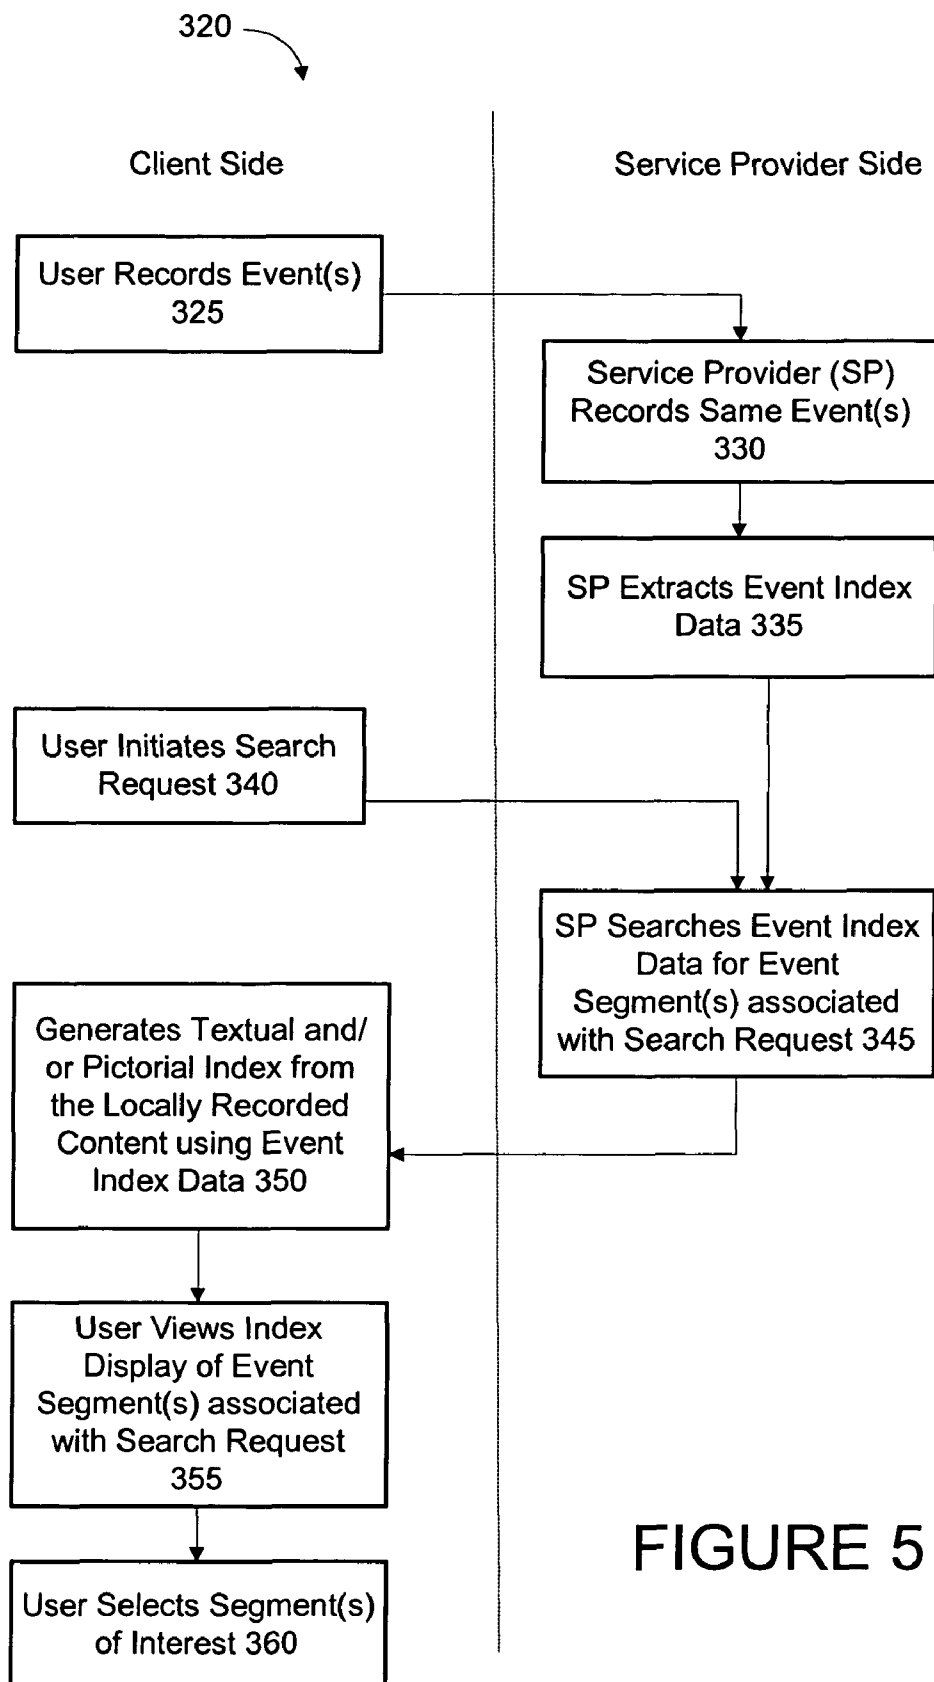 320
Client Side
Service Provider Side
User Records Event(s)
325
Service Provider (SP)
Records Same Event(s)
330
SP Extracts Event Index
Data 335
User Initiates Search
Request 340
SP Searches Event Index
Data for Event
Segment(s) associated
with Search Request 345
Generates Textual and/
or Pictorial Index from
the Locally Recorded
Content using Event
Index Data 350
User Views Index
Display of Event
Segment(s) associated
with Search Request
355
User Selects Segment(s)
of Interest 360
FIGURE 5